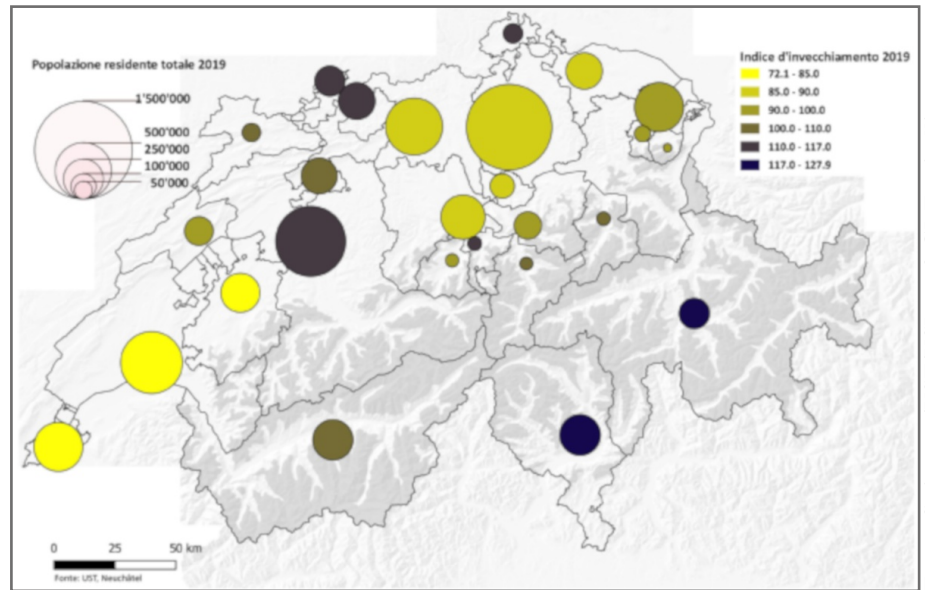 Popolazione residente totale 2019
1'500'000
500'000
250'000
100'000
50'000
Indice d'invecchiamento 2019
72.1 - 85.0
85.0 - 90.0
90.0 - 100.0
100.0 - 110.0
110.0 - 117.0
117.0 - 127.9
0 25 50 km
Fonte: UST, Neuchâtel